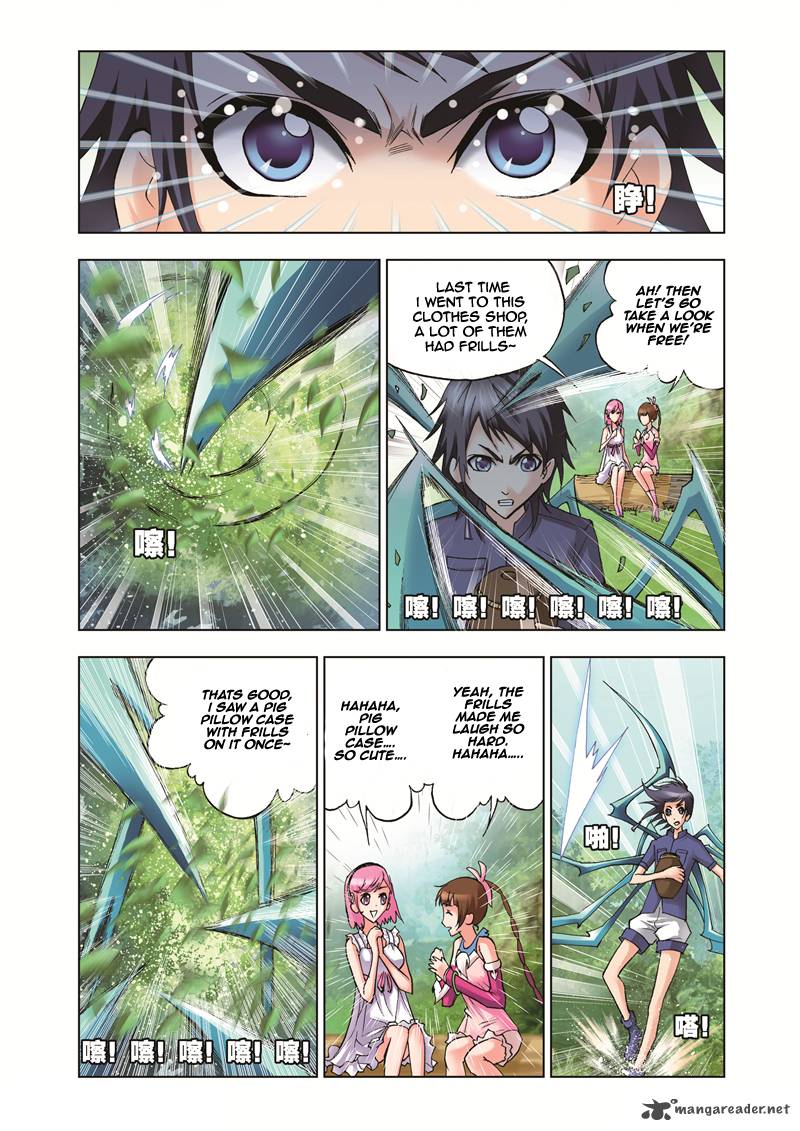 睁!
嚓!
LAST TIME
I WENT TO THIS
CLOTHES SHOP,
A LOT OF THEM
HAD FRILLS~
AH! THEN
LET'S GO
TAKE A LOOK
WHEN WE'RE
FREE!
嚓! 嚓! 嚓! 嚓! 嚓! 嚓!
THATS GOOD,
I SAW A PIG
PILLOW CASE
WITH FRILLS
ON IT ONCE~
嚓! 嚓! 嚓! 嚓! 嚓!
HAHAHA,
PIG
PILLOW
CASE....
SO CUTE....
YEAH, THE
FRILLS
MADE ME
LAUGH SO
HARD.
HAHAHA.....
啪!
嗒!
mangareader.net